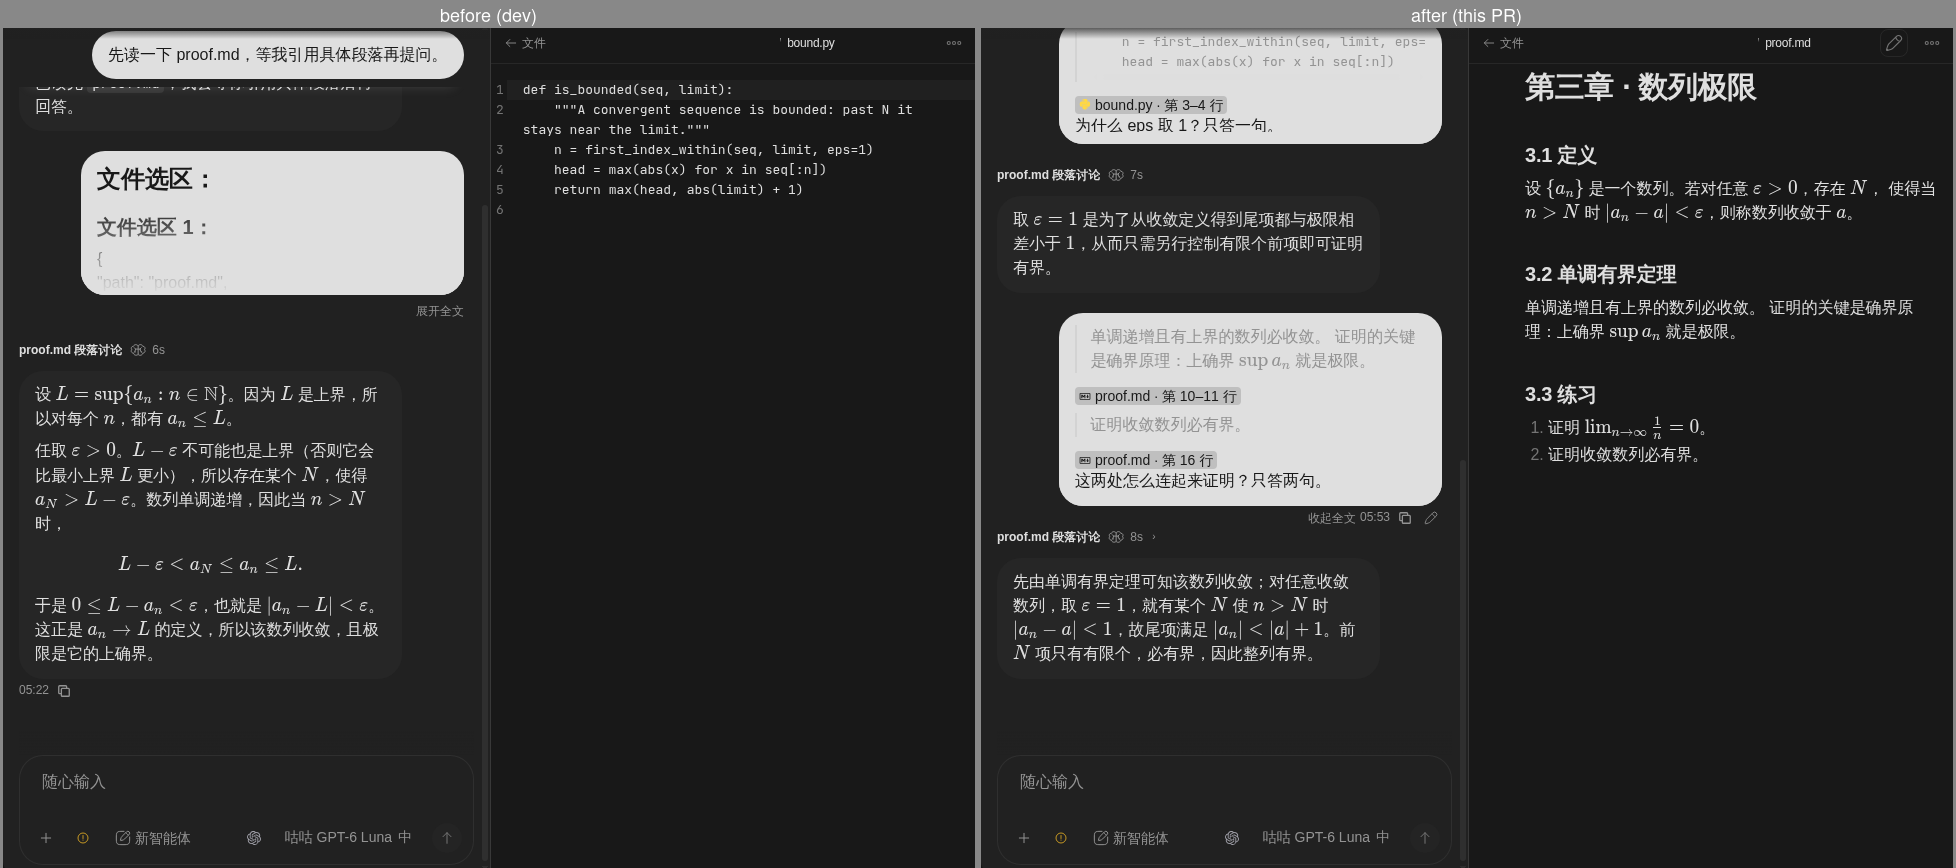 before (dev)
先读一下 proof.md，等我引用具体段落再提问。
回答。
文件选区：
文件选区 1：
{
"path": "proof.md",
展开全文
proof.md 段落讨论 6s
设 L = sup{aₙ : n ∈ ℕ}。因为 L 是上界，所
以对每个 n，都有 aₙ ≤ L。
任取 ε > 0。L − ε 不可能也是上界（否则它会
比最小上界 L 更小），所以存在某个 N，使得
a_N > L − ε。数列单调递增，因此当 n > N
时，
L − ε < a_N ≤ aₙ ≤ L.
于是 0 ≤ L − aₙ < ε，也就是 |aₙ − L| < ε。
这正是 aₙ → L 的定义，所以该数列收敛，且极
限是它的上确界。
05:22
随心输入
新智能体
咕咕 GPT-6 Luna 中
文件
bound.py
1 def is_bounded(seq, limit):
2 """A convergent sequence is bounded: past N it
stays near the limit."""
3 n = first_index_within(seq, limit, eps=1)
4 head = max(abs(x) for x in seq[:n])
5 return max(head, abs(limit) + 1)
6
after (this PR)
n = first_index_within(seq, limit, eps=
head = max(abs(x) for x in seq[:n])
bound.py · 第 3–4 行
为什么 eps 取 1？只答一句。
proof.md 段落讨论 7s
取 ε = 1 是为了从收敛定义得到尾项都与极限相
差小于 1，从而只需另行控制有限个前项即可证明
有界。
单调递增且有上界的数列必收敛。 证明的关键
是确界原理：上确界 sup aₙ 就是极限。
proof.md · 第 10–11 行
证明收敛数列必有界。
proof.md · 第 16 行
这两处怎么连起来证明？只答两句。
收起全文 05:53
proof.md 段落讨论 8s
先由单调有界定理可知该数列收敛；对任意收敛
数列，取 ε = 1，就有某个 N 使 n > N 时
|aₙ − a| < 1，故尾项满足 |aₙ| < |a| + 1。前
N 项只有有限个，必有界，因此整列有界。
随心输入
新智能体
咕咕 GPT-6 Luna 中
文件
proof.md
第三章 · 数列极限
3.1 定义
设 {aₙ} 是一个数列。若对任意 ε > 0，存在 N， 使得当
n > N 时 |aₙ − a| < ε，则称数列收敛于 a。
3.2 单调有界定理
单调递增且有上界的数列必收敛。 证明的关键是确界原
理：上确界 sup aₙ 就是极限。
3.3 练习
1. 证明 lim_{n→∞} 1/n = 0。
2. 证明收敛数列必有界。